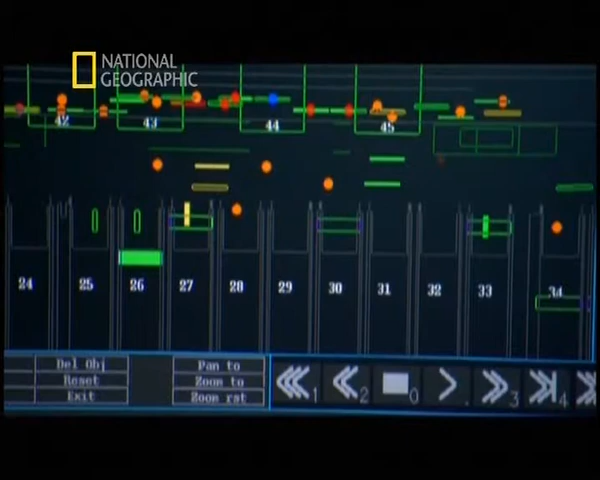 NATIONAL
GEOGRAPHIC
42 43 44 45
24 25 26 27 28 29 30 31 32 33 34
Del Obj Pan to
Reset Zoom to
Exit Zoom rst
1 2 0 3 4